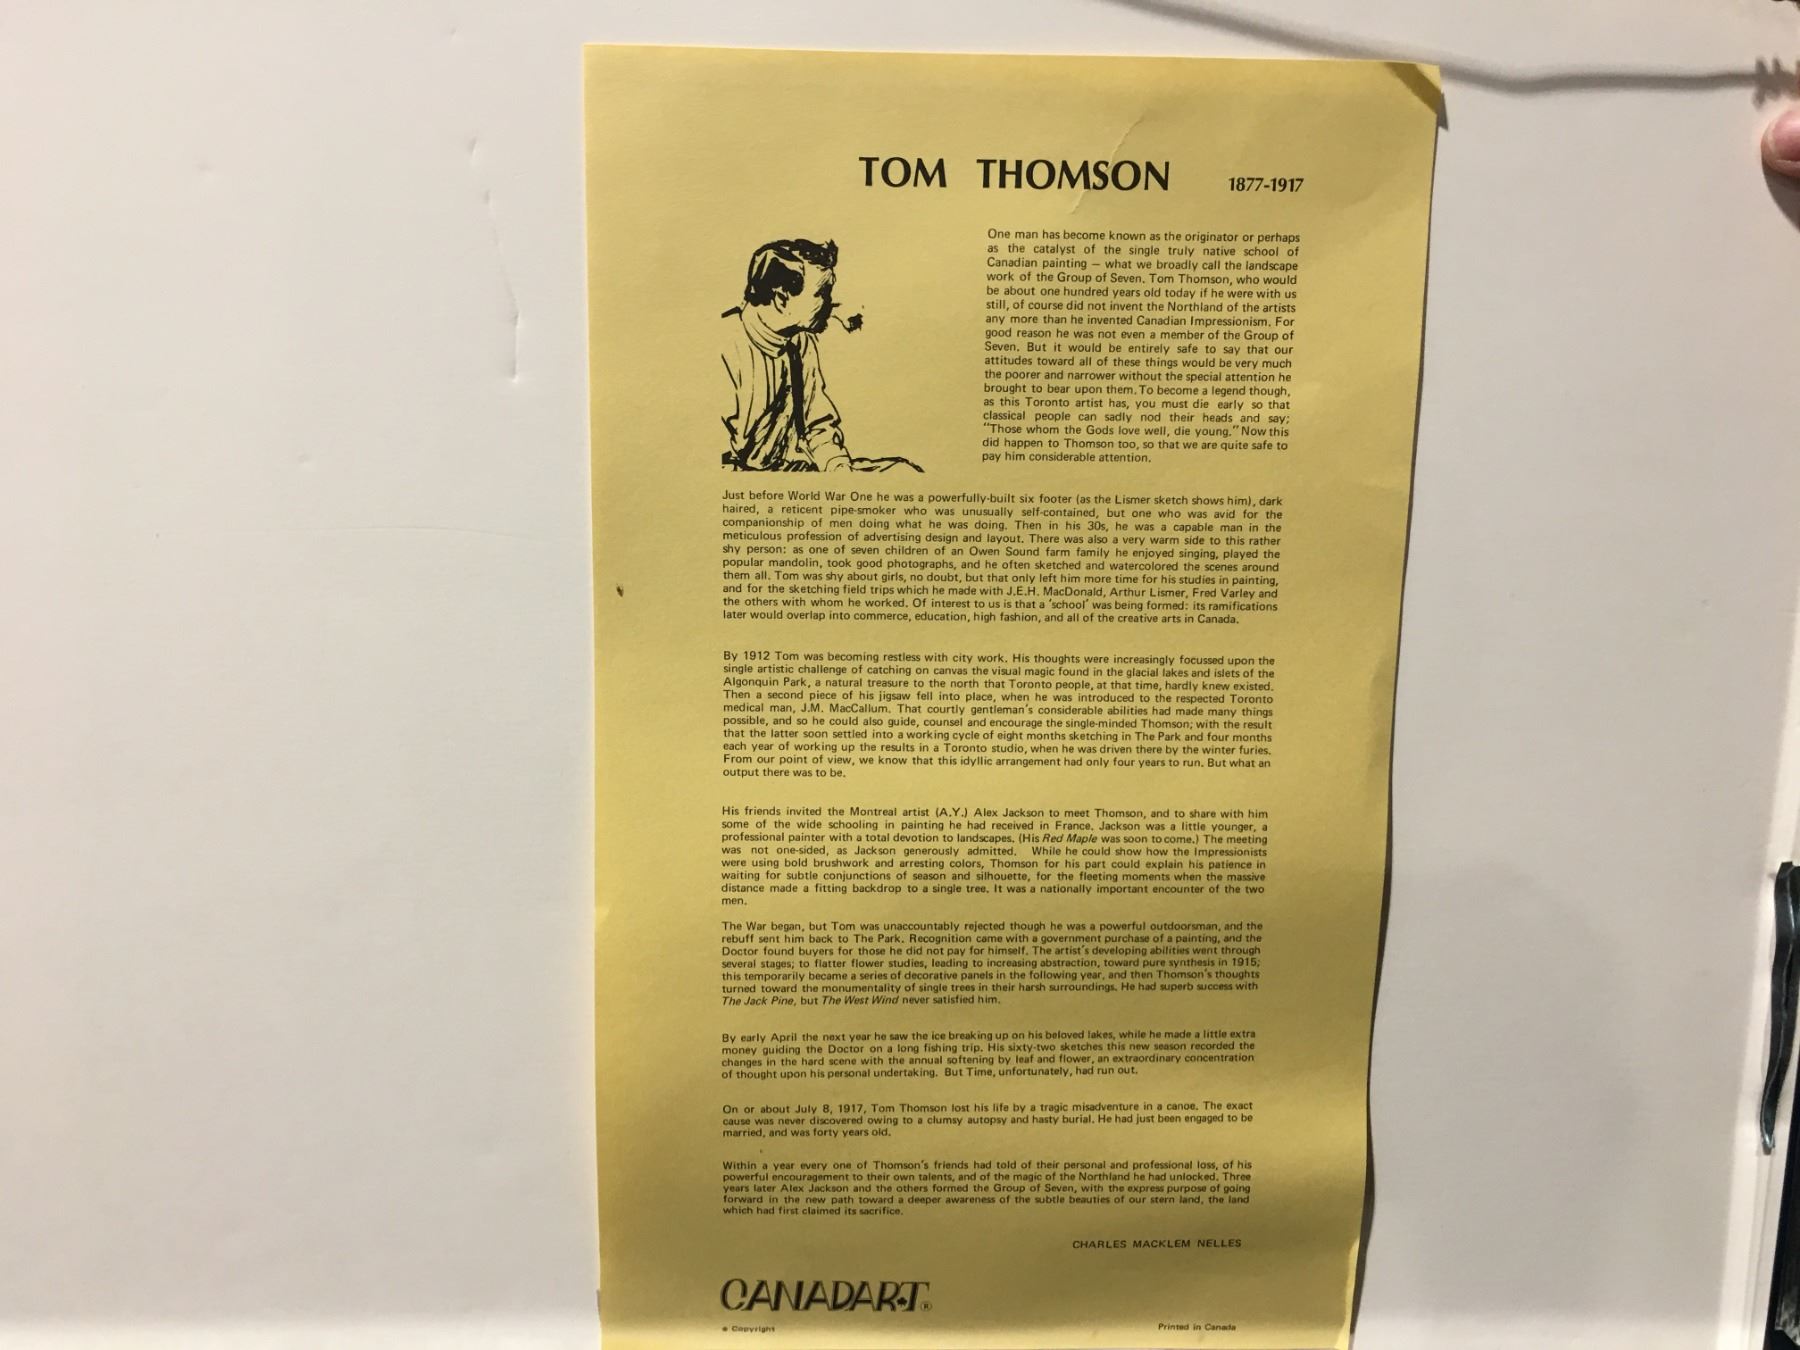 TOM THOMSON 1877-1917
One man has become known as the originator or perhaps
as the catalyst of the single truly native school of
Canadian painting — what we broadly call the landscape
work of the Group of Seven. Tom Thomson, who would
be about one hundred years old today if he were with us
still, of course did not invent the Northland of the artists
any more than he invented Canadian Impressionism. For
good reason he was not even a member of the Group of
Seven. But it would be entirely safe to say that our
attitudes toward all of these things would be very much
the poorer and narrower without the special attention he
brought to bear upon them. To become a legend though,
as this Toronto artist has, you must die early so that
classical people can sadly nod their heads and say;
"Those whom the Gods love well, die young." Now this
did happen to Thomson too, so that we are quite safe to
pay him considerable attention.
Just before World War One he was a powerfully-built six footer (as the Lismer sketch shows him), dark
haired, a reticent pipe-smoker who was unusually self-contained, but one who was avid for the
companionship of men doing what he was doing. Then in his 30s, he was a capable man in the
meticulous profession of advertising design and layout. There was also a very warm side to this rather
shy person: as one of seven children of an Owen Sound farm family he enjoyed singing, played the
popular mandolin, took good photographs, and he often sketched and watercolored the scenes around
them all. Tom was shy about girls, no doubt, but that only left him more time for his studies in painting,
and for the sketching field trips which he made with J.E.H. MacDonald, Arthur Lismer, Fred Varley and
the others with whom he worked. Of interest to us is that a 'school' was being formed: its ramifications
later would overlap into commerce, education, high fashion, and all of the creative arts in Canada.
By 1912 Tom was becoming restless with city work. His thoughts were increasingly focussed upon the
single artistic challenge of catching on canvas the visual magic found in the glacial lakes and islets of the
Algonquin Park, a natural treasure to the north that Toronto people, at that time, hardly knew existed.
Then a second piece of his jigsaw fell into place, when he was introduced to the respected Toronto
medical man, J.M. MacCallum. That courtly gentleman's considerable abilities had made many things
possible, and so he could also guide, counsel and encourage the single-minded Thomson; with the result
that the latter soon settled into a working cycle of eight months sketching in The Park and four months
each year of working up the results in a Toronto studio, when he was driven there by the winter furies.
From our point of view, we know that this idyllic arrangement had only four years to run. But what an
output there was to be.
His friends invited the Montreal artist (A.Y.) Alex Jackson to meet Thomson, and to share with him
some of the wide schooling in painting he had received in France. Jackson was a little younger, a
professional painter with a total devotion to landscapes. (His Red Maple was soon to come.) The meeting
was not one-sided, as Jackson generously admitted. While he could show how the Impressionists
were using bold brushwork and arresting colors, Thomson for his part could explain his patience in
waiting for subtle conjunctions of season and silhouette, for the fleeting moments when the massive
distance made a fitting backdrop to a single tree. It was a nationally important encounter of the two
men.
The War began, but Tom was unaccountably rejected though he was a powerful outdoorsman, and the
rebuff sent him back to The Park. Recognition came with a government purchase of a painting, and the
Doctor found buyers for those he did not pay for himself. The artist's developing abilities went through
several stages; to flatter flower studies, leading to increasing abstraction, toward pure synthesis in 1915;
this temporarily became a series of decorative panels in the following year, and then Thomson's thoughts
turned toward the monumentality of single trees in their harsh surroundings. He had superb success with
The Jack Pine, but The West Wind never satisfied him.
By early April the next year he saw the ice breaking up on his beloved lakes, while he made a little extra
money guiding the Doctor on a long fishing trip. His sixty-two sketches this new season recorded the
changes in the hard scene with the annual softening by leaf and flower, an extraordinary concentration
of thought upon his personal undertaking. But Time, unfortunately, had run out.
On or about July 8, 1917, Tom Thomson lost his life by a tragic misadventure in a canoe. The exact
cause was never discovered owing to a clumsy autopsy and hasty burial. He had just been engaged to be
married, and was forty years old.
Within a year every one of Thomson's friends had told of their personal and professional loss, of his
powerful encouragement to their own talents, and of the magic of the Northland he had unlocked. Three
years later Alex Jackson and the others formed the Group of Seven, with the express purpose of going
forward in the new path toward a deeper awareness of the subtle beauties of our stern land, the land
which had first claimed its sacrifice.
CHARLES MACKLEM NELLES
CANADART ®
© Copyright Printed in Canada